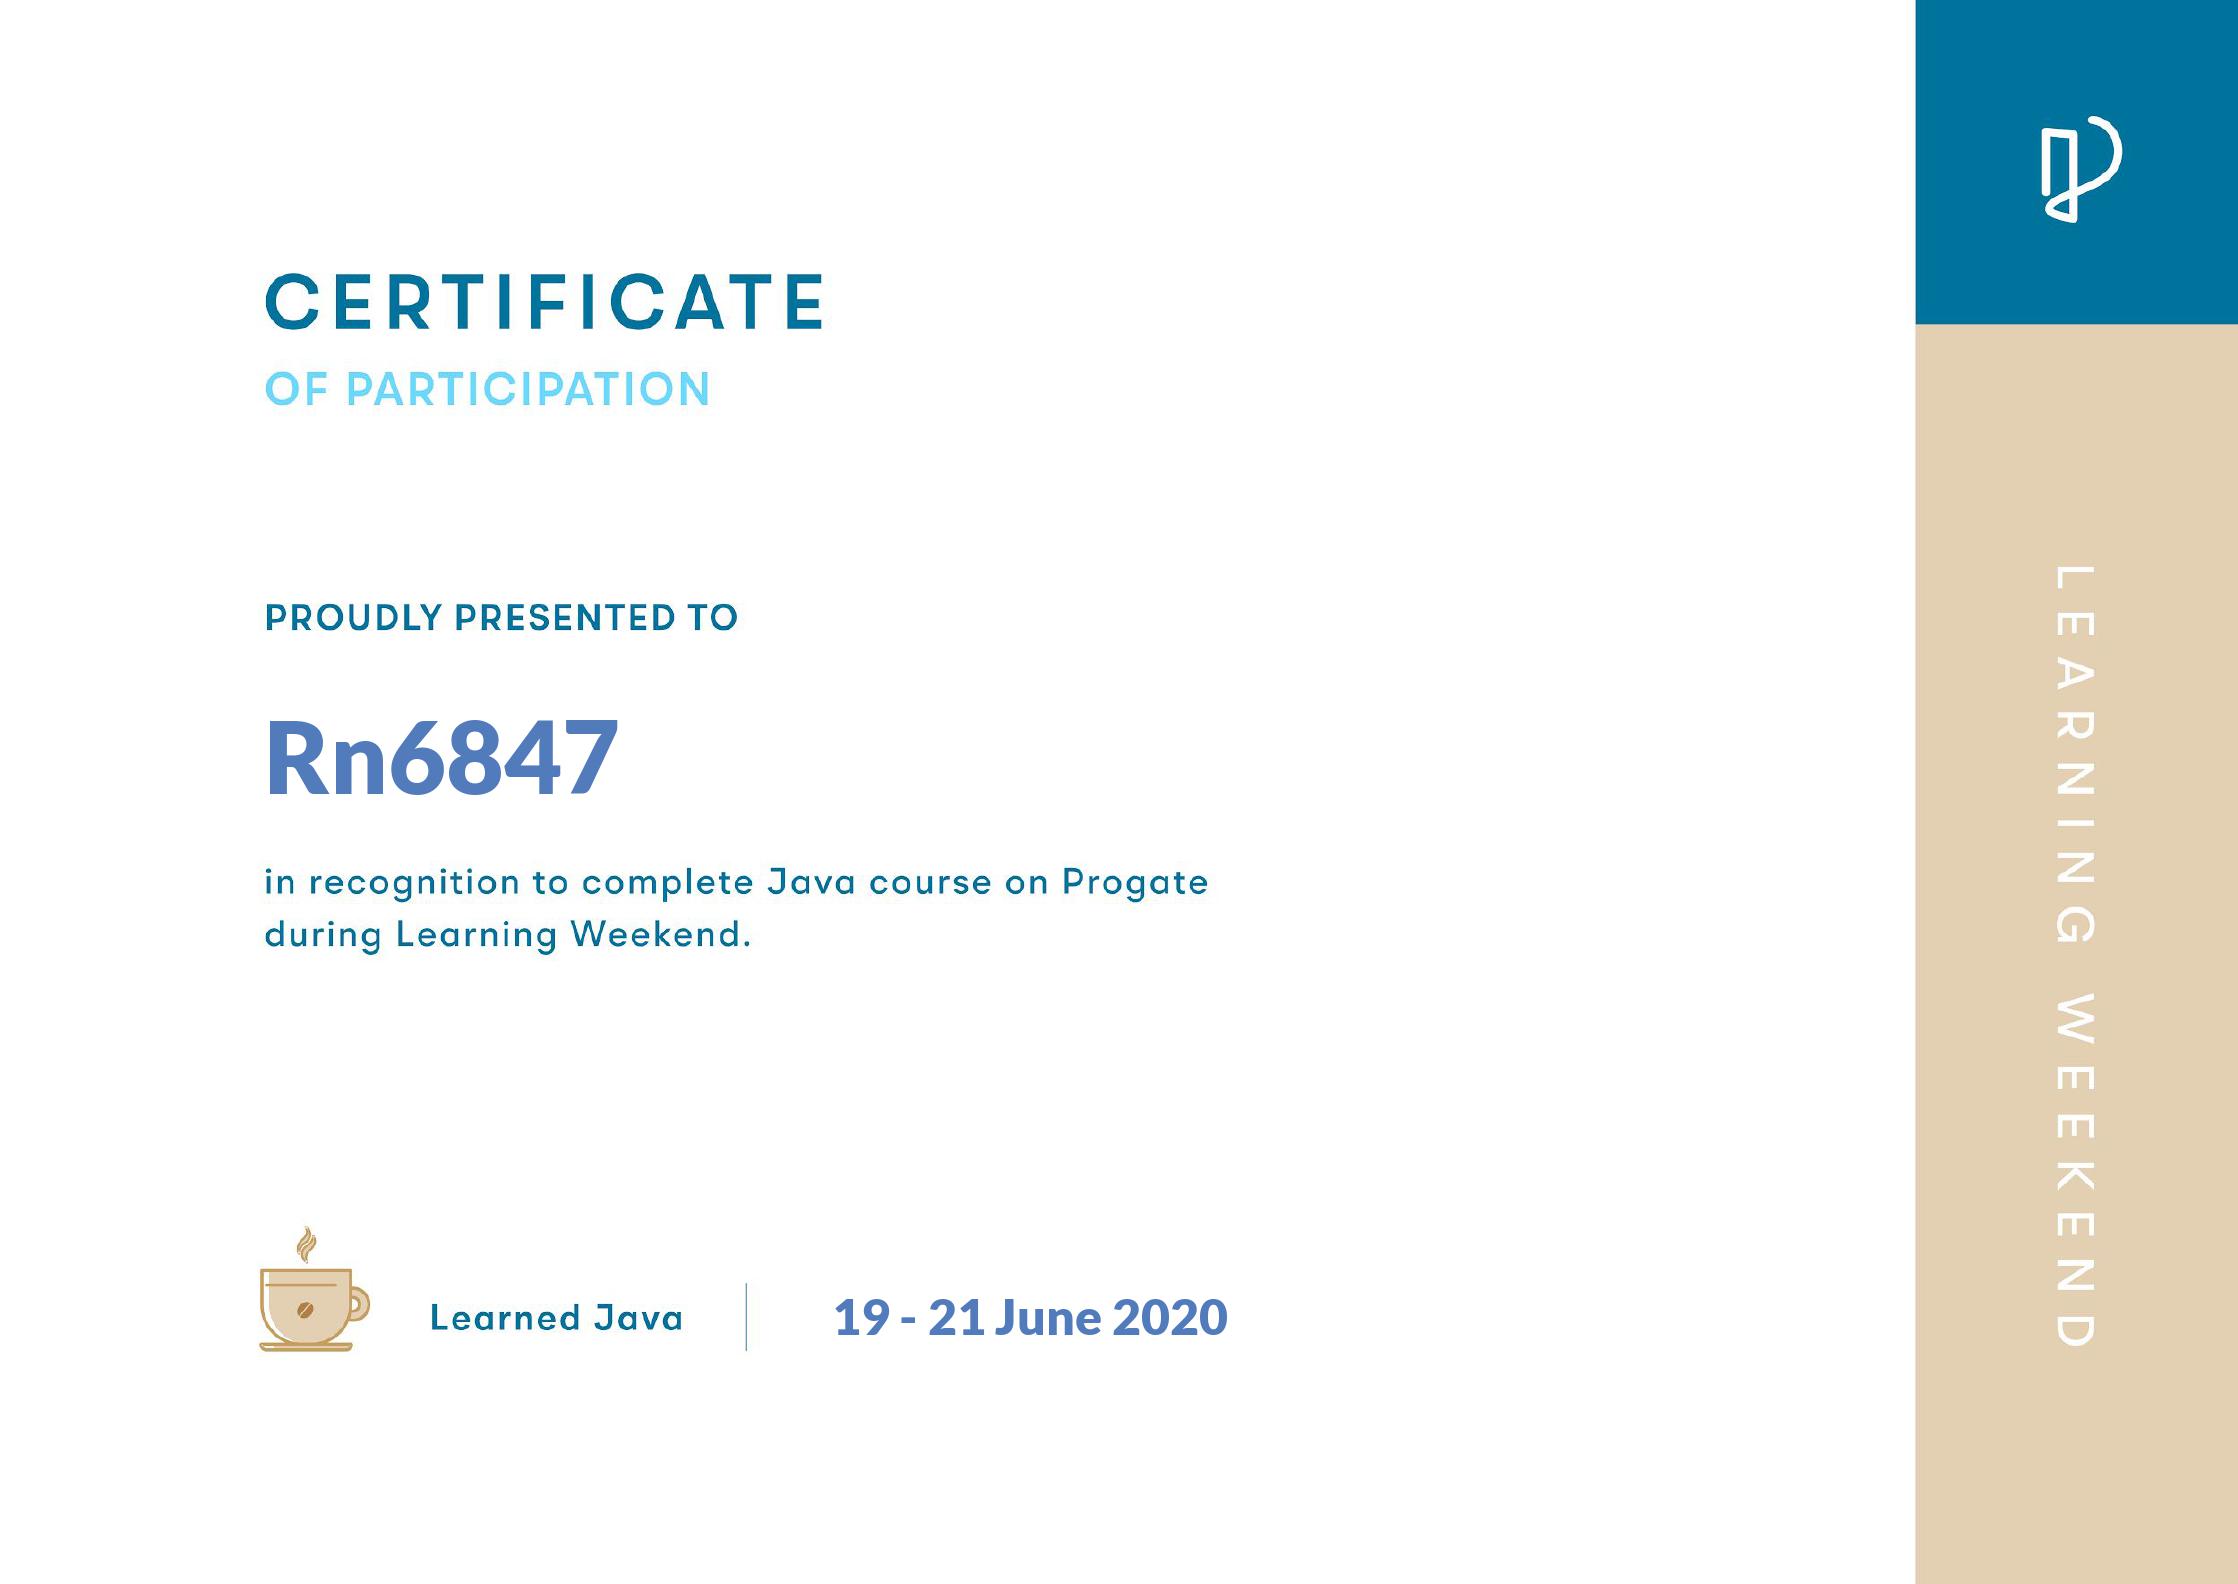 CERTIFICATE
OF PARTICIPATION
PROUDLY PRESENTED TO
Rn6847
in recognition to complete Java course on Progate
during Learning Weekend.
Learned Java
19 - 21 June 2020
LEARNING WEEKEND